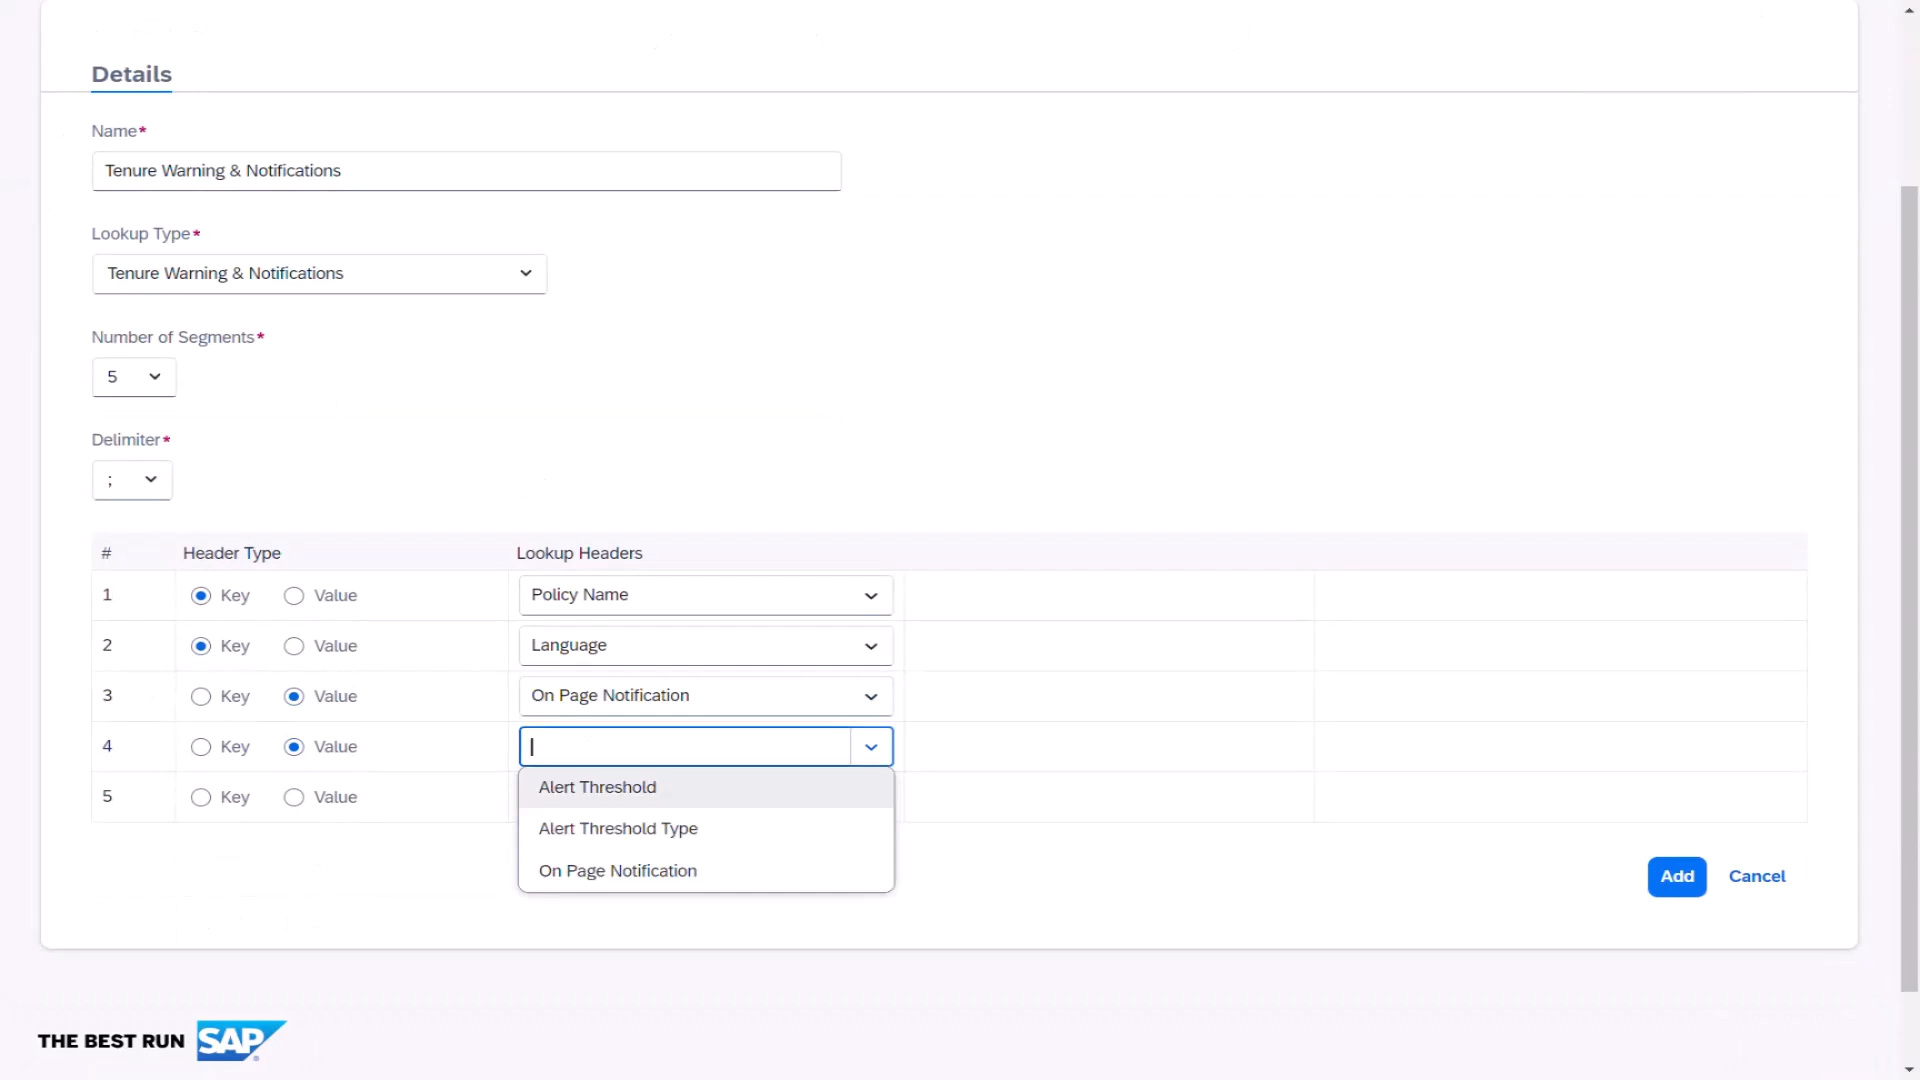 Details
Name*
Tenure Warning & Notifications
Lookup Type*
Tenure Warning & Notifications
Number of Segments*
5
Delimiter*
;
# Header Type Lookup Headers
1 Key Value Policy Name
2 Key Value Language
3 Key Value On Page Notification
4 Key Value
5 Key Value
Alert Threshold
Alert Threshold Type
On Page Notification
Add Cancel
THE BEST RUN SAP